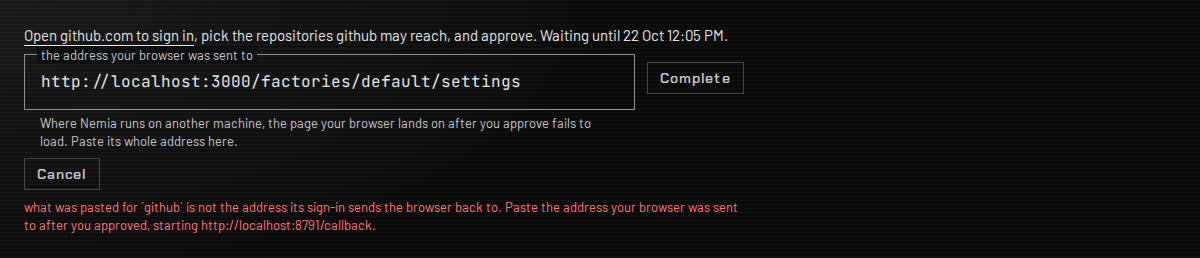 Open github.com to sign in, pick the repositories github may reach, and approve. Waiting until 22 Oct 12:05 PM.
the address your browser was sent to
http://localhost:3000/factories/default/settings
Complete
Where Nemia runs on another machine, the page your browser lands on after you approve fails to
load. Paste its whole address here.
Cancel
what was pasted for `github` is not the address its sign-in sends the browser back to. Paste the address your browser was sent
to after you approved, starting http://localhost:8791/callback.